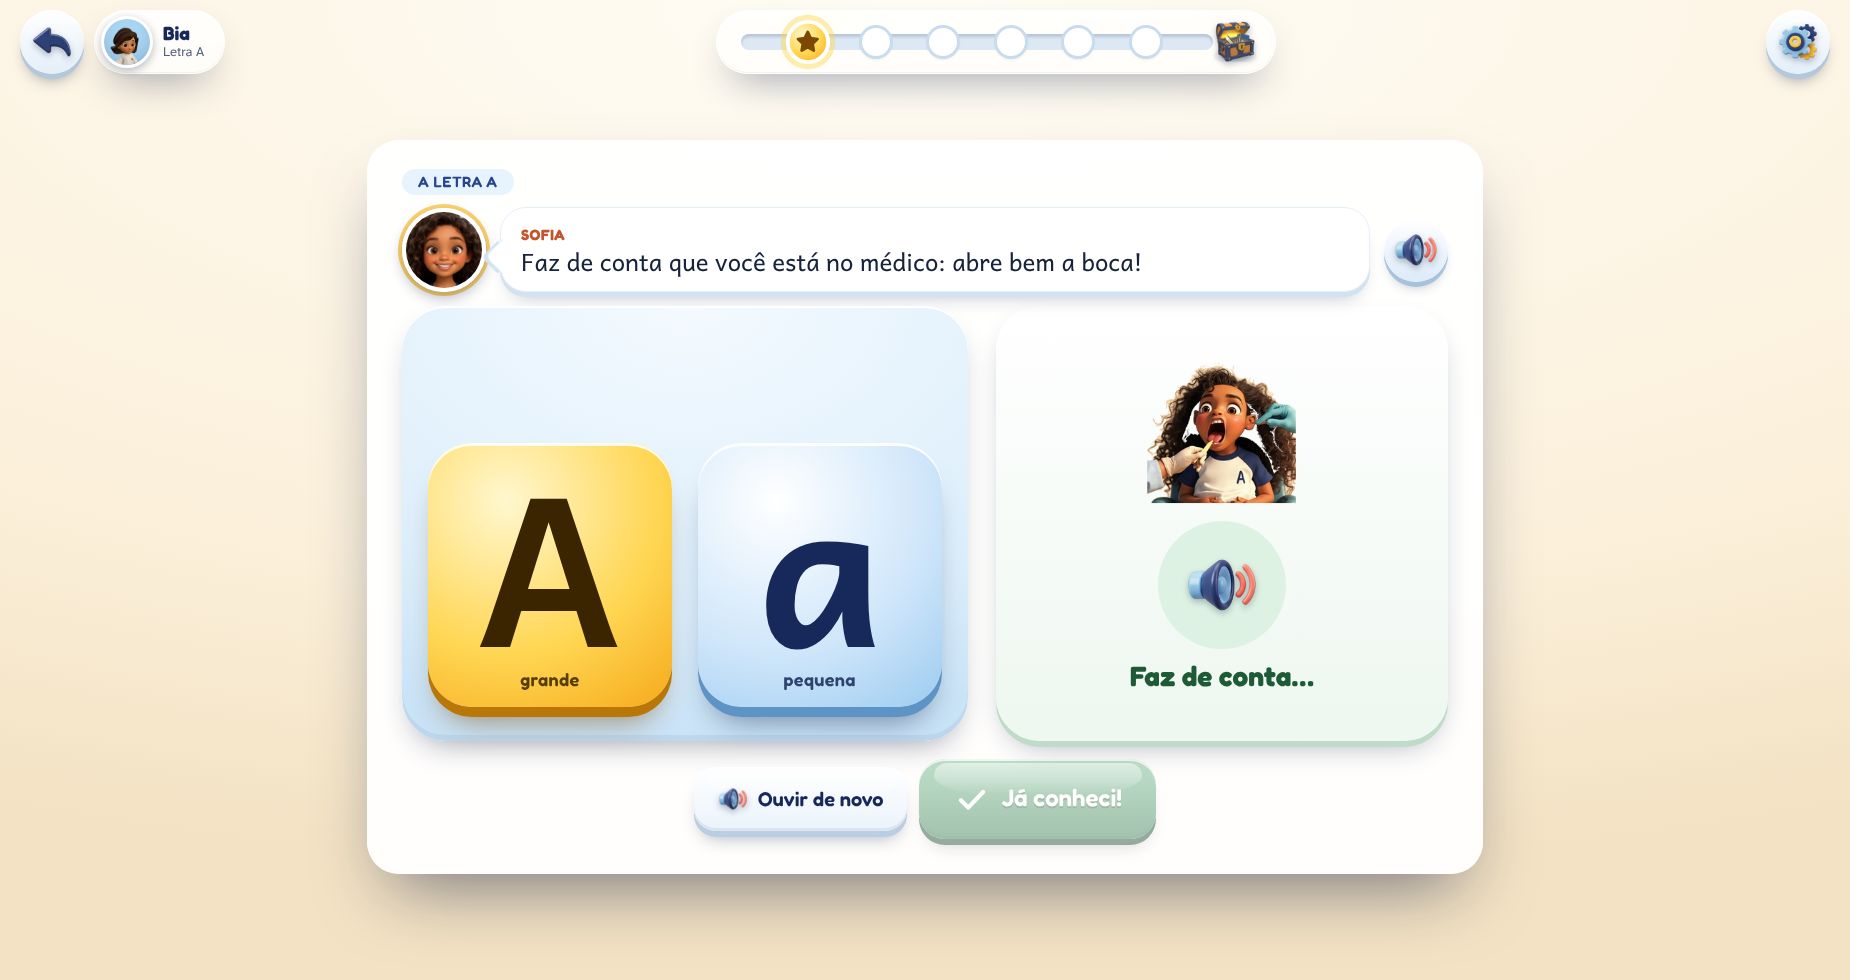 Bia
Letra A
A LETRA A
SOFIA
Faz de conta que você está no médico: abre bem a boca!
A
grande
a
pequena
A
Faz de conta...
Ouvir de novo
Já conheci!